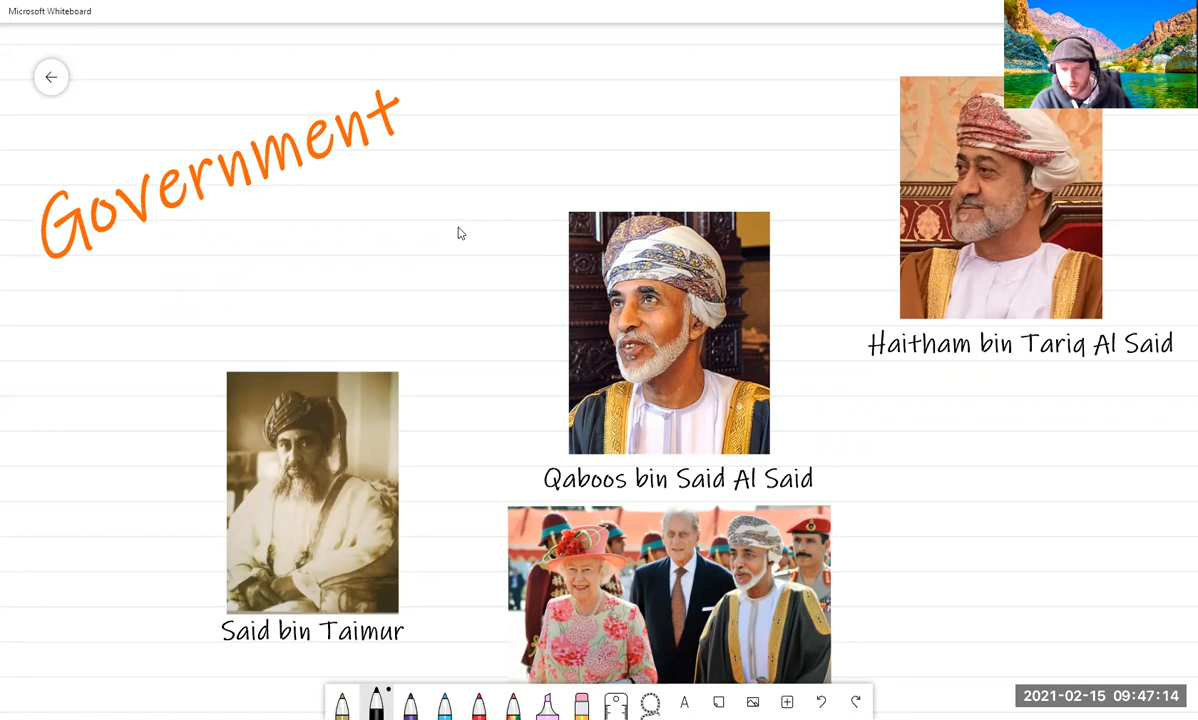 Microsoft Whiteboard
Government
Haitham bin Tariq Al Said
Qaboos bin Said Al Said
Said bin Taimur
A
2021-02-15 09:47:14